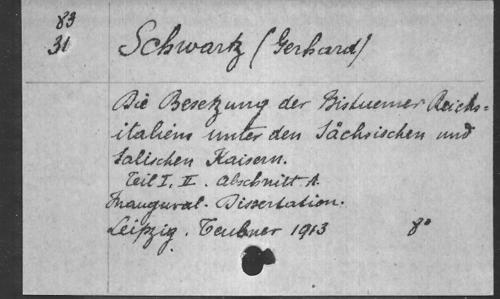 83
31
Schwartz (Gerhard)
Die Besetzung der Bistuemer Reichs=
italiens unter den Sächsischen und
Salischen Kaisern.
Teil I, II. Abschnitt A.
Inaugural-Dissertation.
Leipzig. Teubner 1913 8°